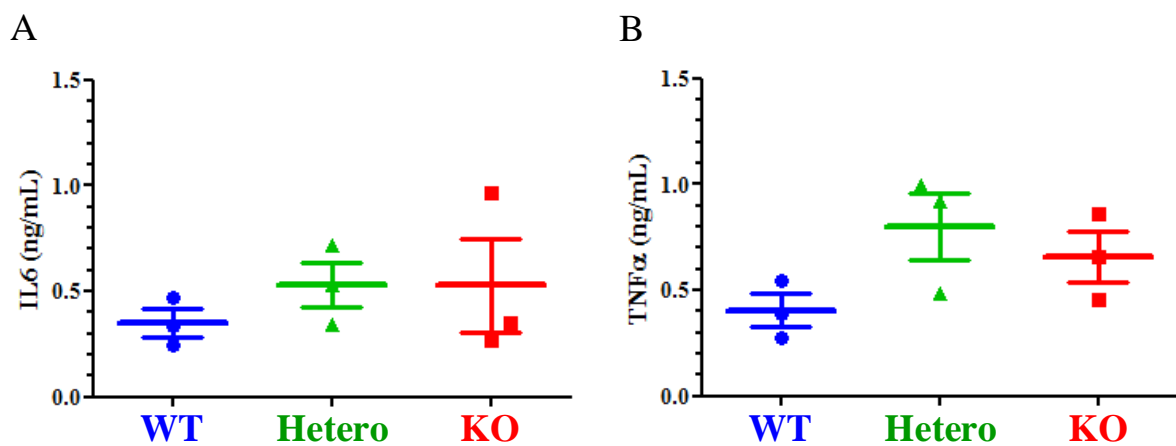 A
IL6 (ng/mL)
1.5
1.0
0.5
0.0
WT Hetero KO
B
TNFα (ng/mL)
1.5
1.0
0.5
0.0
WT Hetero KO